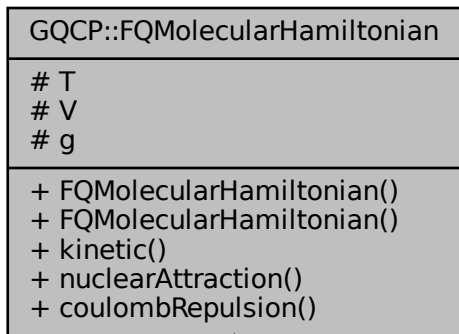 GQCP::FQMolecularHamiltonian
# T
# V
# g
+ FQMolecularHamiltonian()
+ FQMolecularHamiltonian()
+ kinetic()
+ nuclearAttraction()
+ coulombRepulsion()